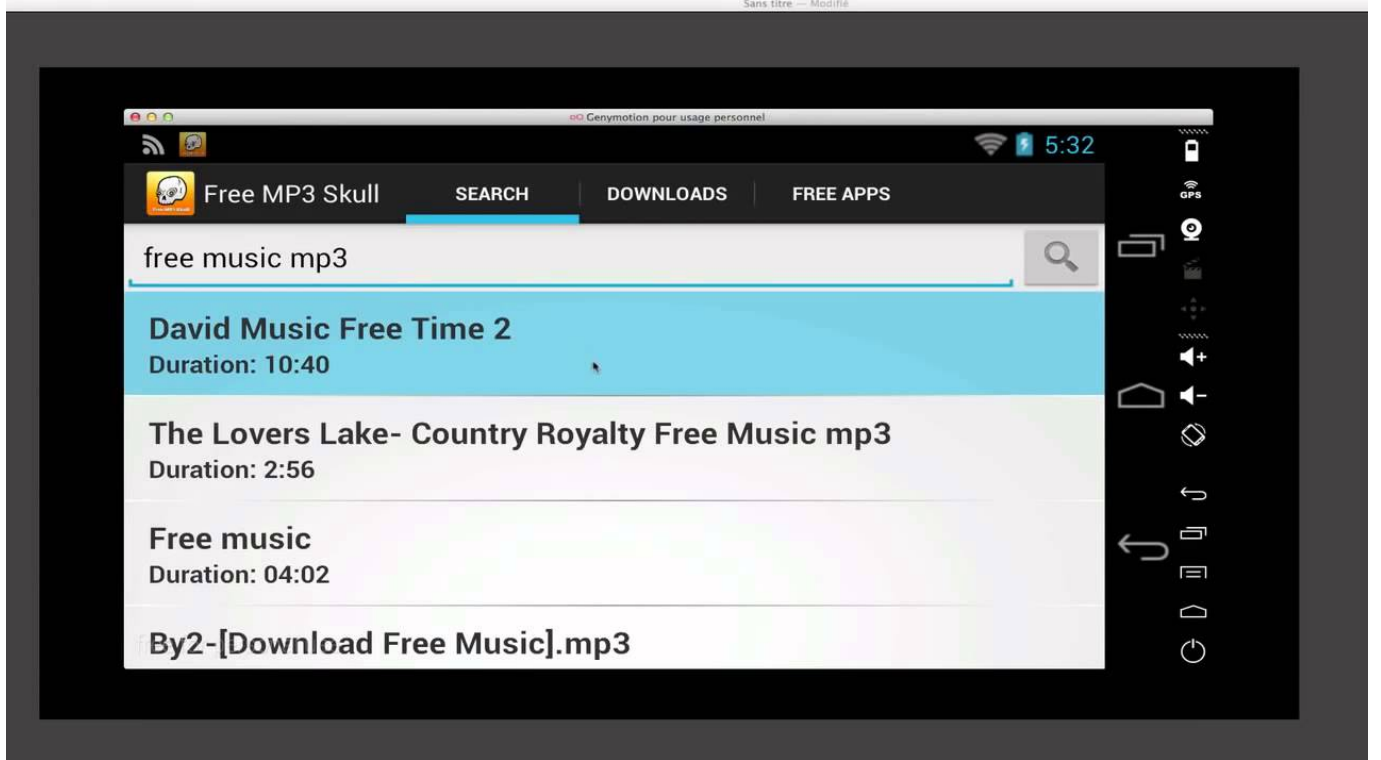 Sans titre — Modifié
Genymotion pour usage personnel
5:32
Free MP3 Skull
SEARCH
DOWNLOADS
FREE APPS
GPS
free music mp3
David Music Free Time 2
Duration: 10:40
The Lovers Lake- Country Royalty Free Music mp3
Duration: 2:56
Free music
Duration: 04:02
By2-[Download Free Music].mp3